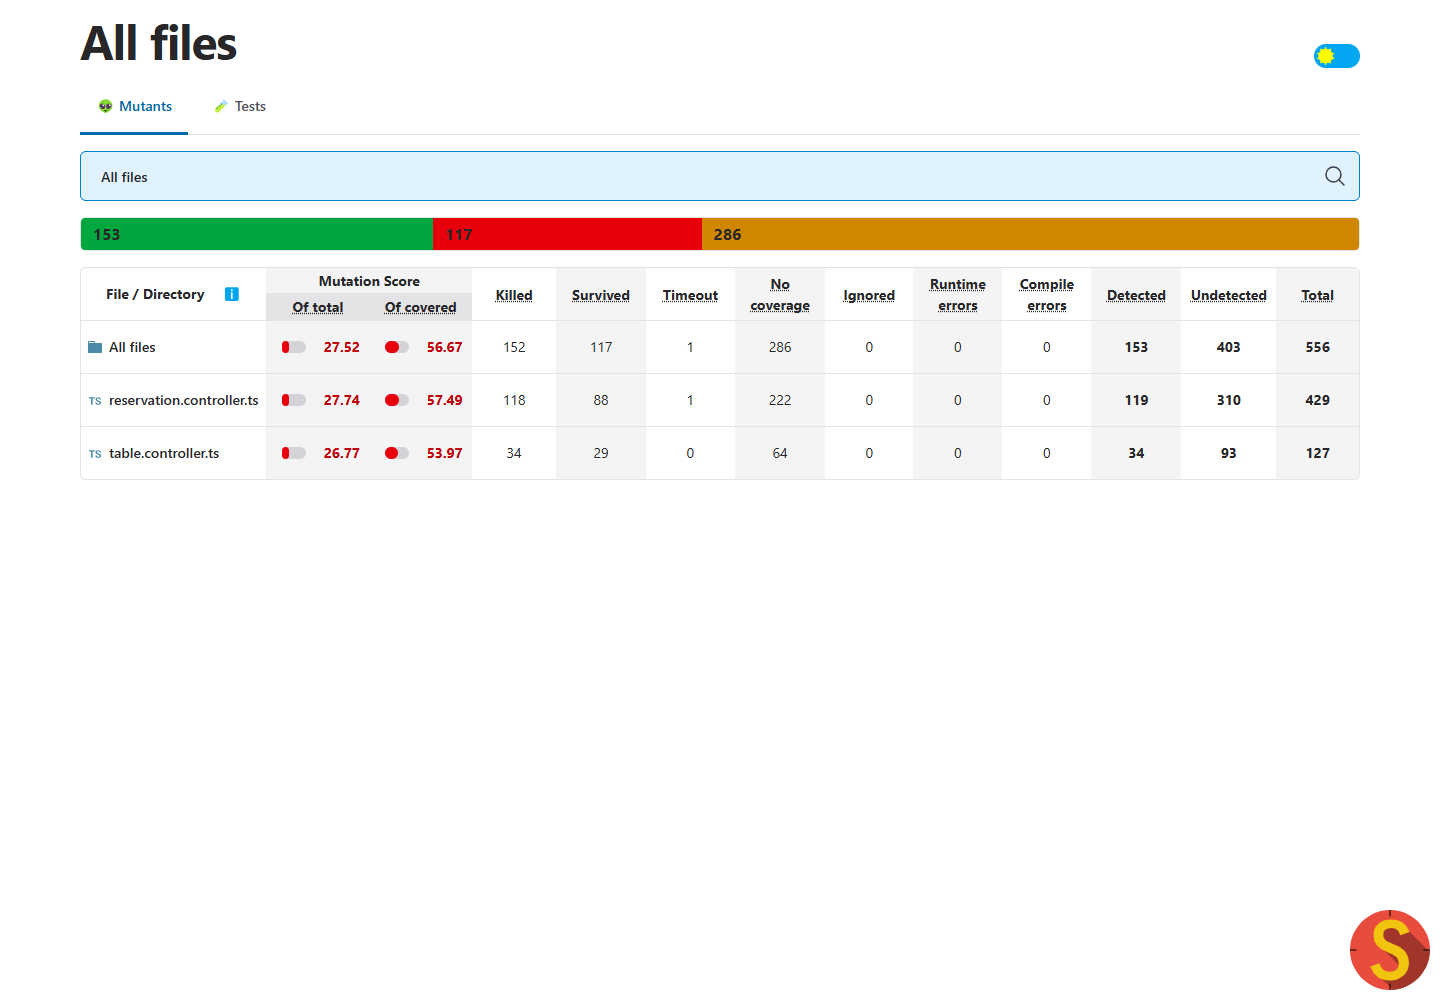 All files
Mutants Tests
All files
153 117 286
File / Directory Mutation Score Of total Of covered Killed Survived Timeout No coverage Ignored Runtime errors Compile errors Detected Undetected Total
All files 27.52 56.67 152 117 1 286 0 0 0 153 403 556
TS reservation.controller.ts 27.74 57.49 118 88 1 222 0 0 0 119 310 429
TS table.controller.ts 26.77 53.97 34 29 0 64 0 0 0 34 93 127
S